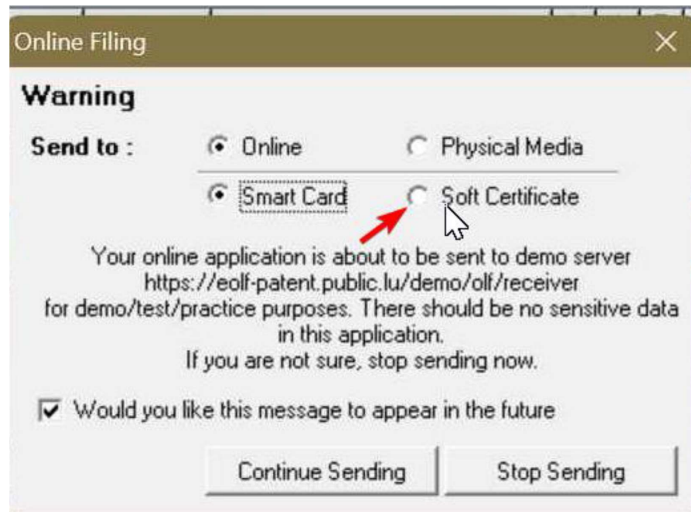 Online Filing
Warning
Send to : Online Physical Media
Smart Card Soft Certificate
Your online application is about to be sent to demo server
https://eolf-patent.public.lu/demo/olf/receiver
for demo/test/practice purposes. There should be no sensitive data
in this application.
If you are not sure, stop sending now.
Would you like this message to appear in the future
Continue Sending Stop Sending